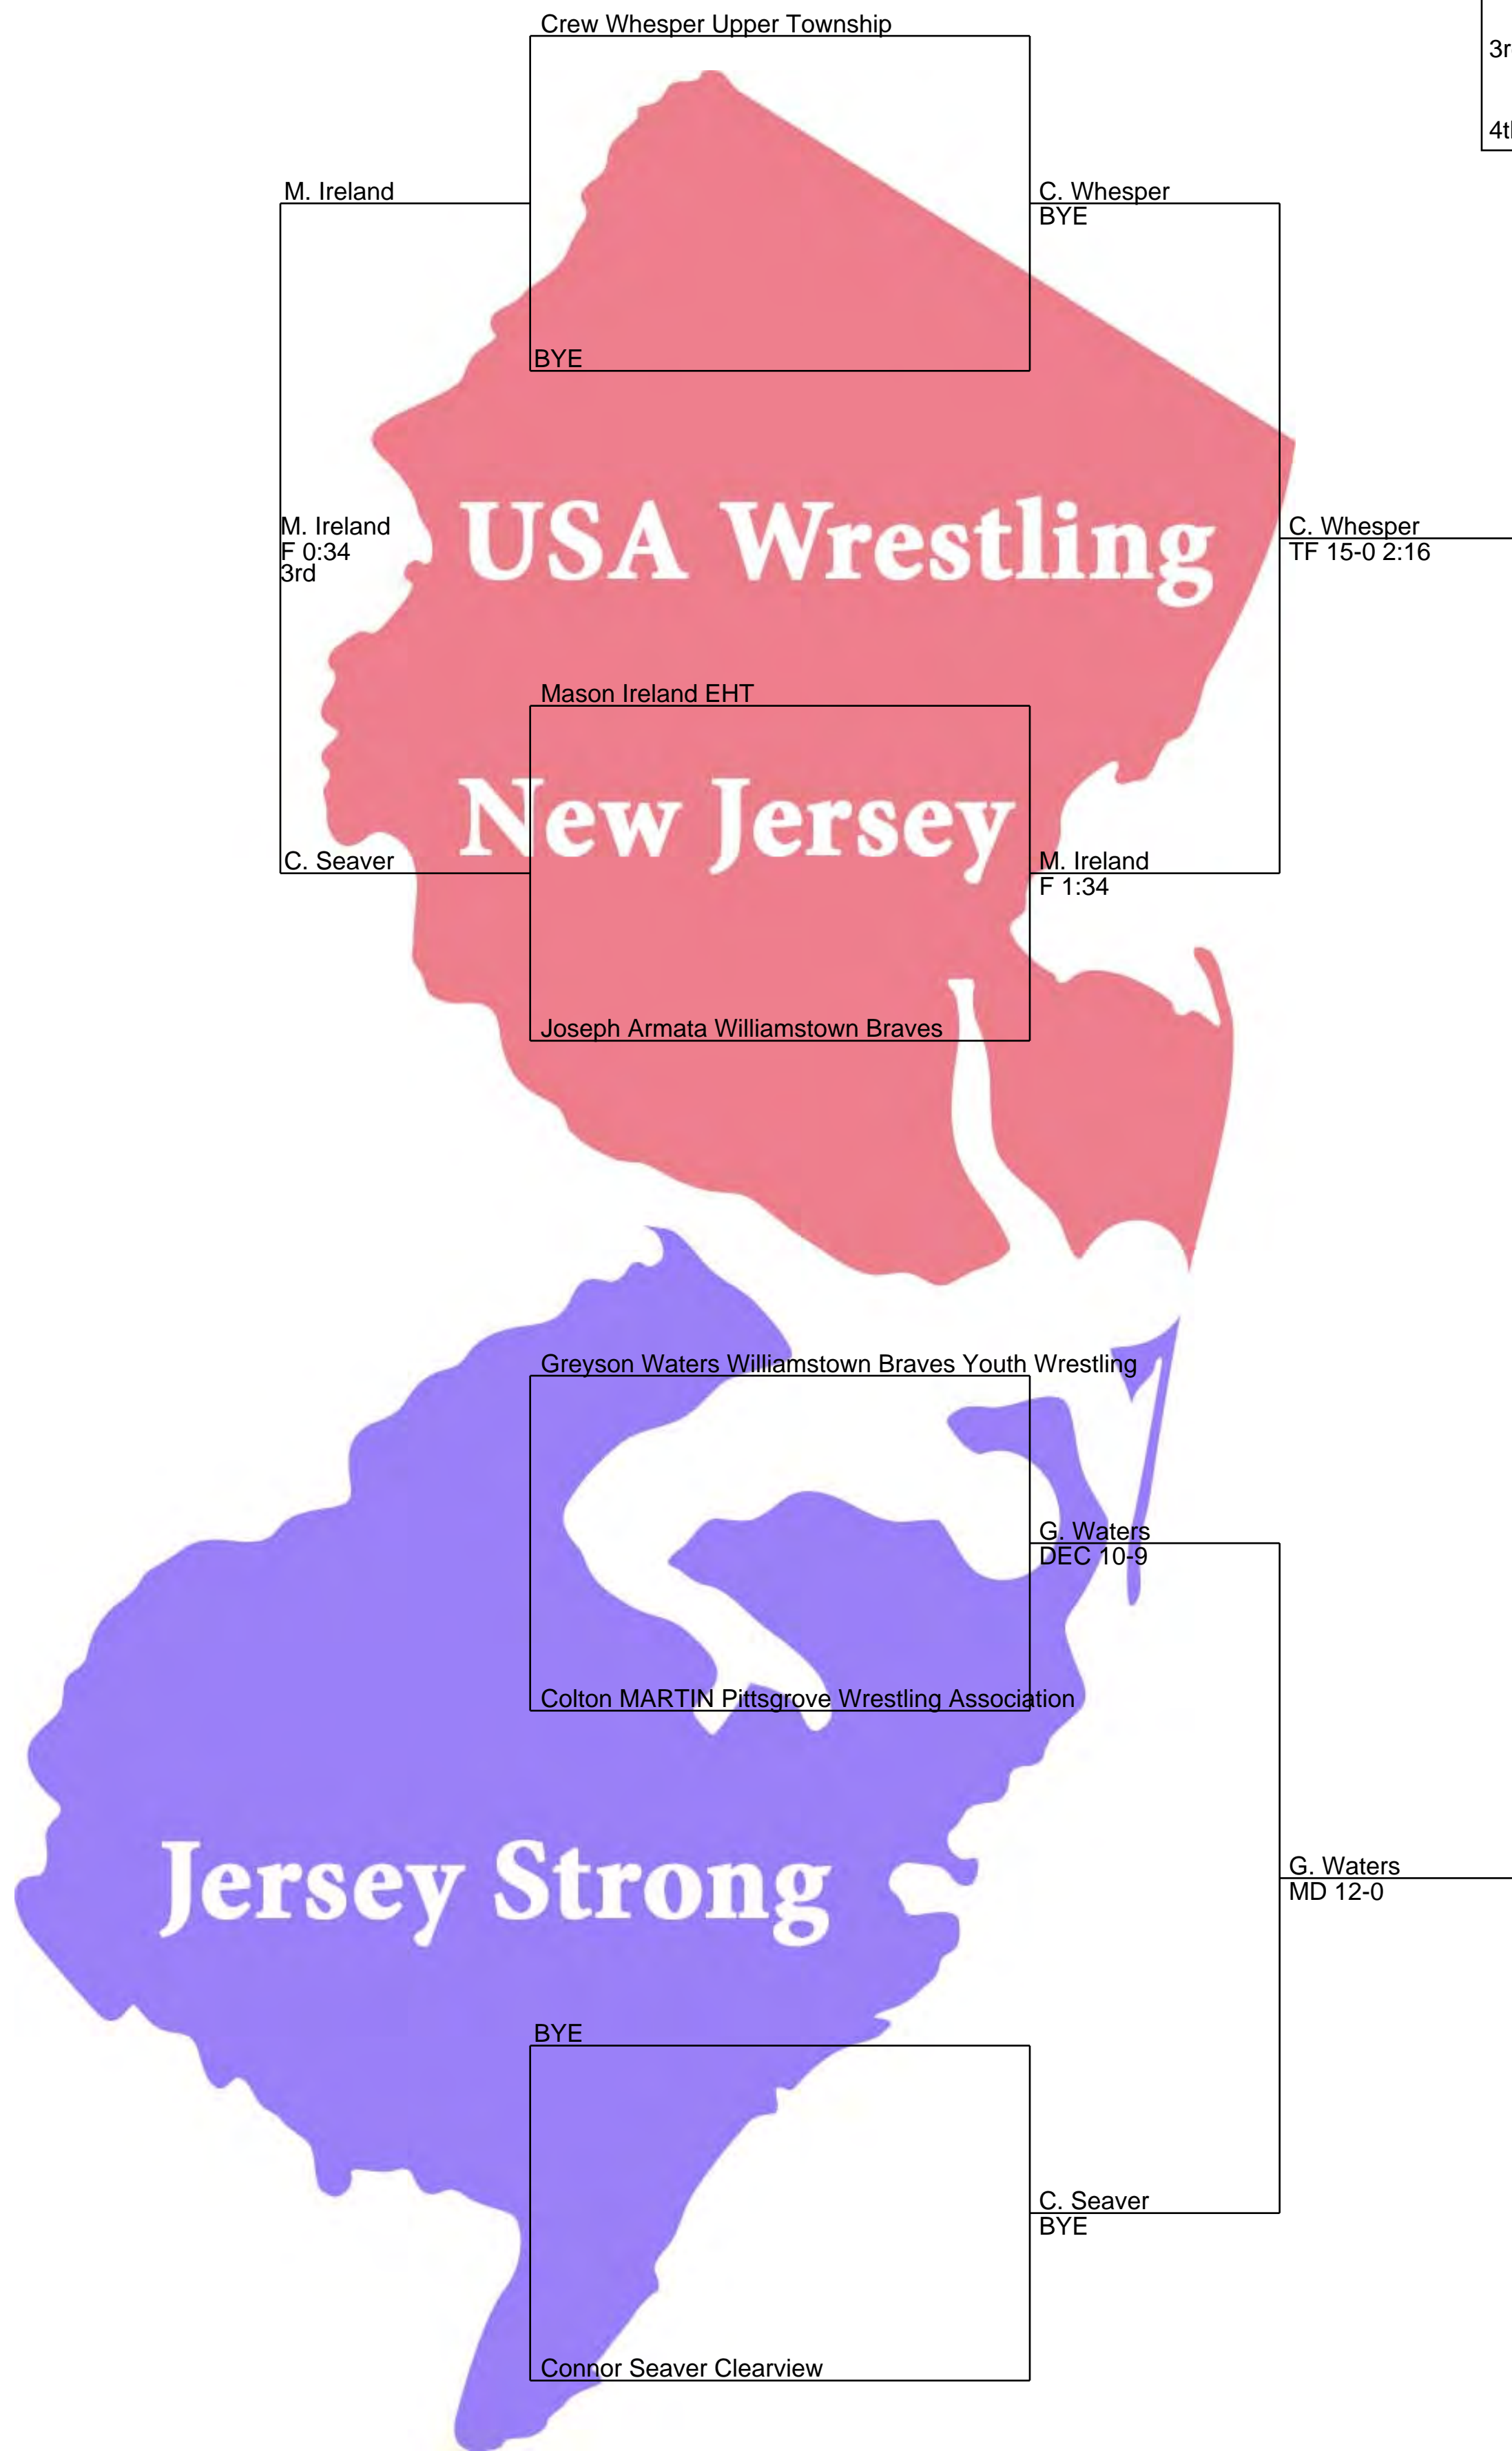 Crew Whesper Upper Township
3r
4t
M. Ireland
C. Whesper
BYE
BYE
USA Wrestling
M. Ireland
F 0:34
3rd
C. Whesper
TF 15-0 2:16
Mason Ireland EHT
New Jersey
C. Seaver
M. Ireland
F 1:34
Joseph Armata Williamstown Braves
Greyson Waters Williamstown Braves Youth Wrestling
G. Waters
DEC 10-9
Colton MARTIN Pittsgrove Wrestling Association
Jersey Strong
G. Waters
MD 12-0
BYE
C. Seaver
BYE
Connor Seaver Clearview